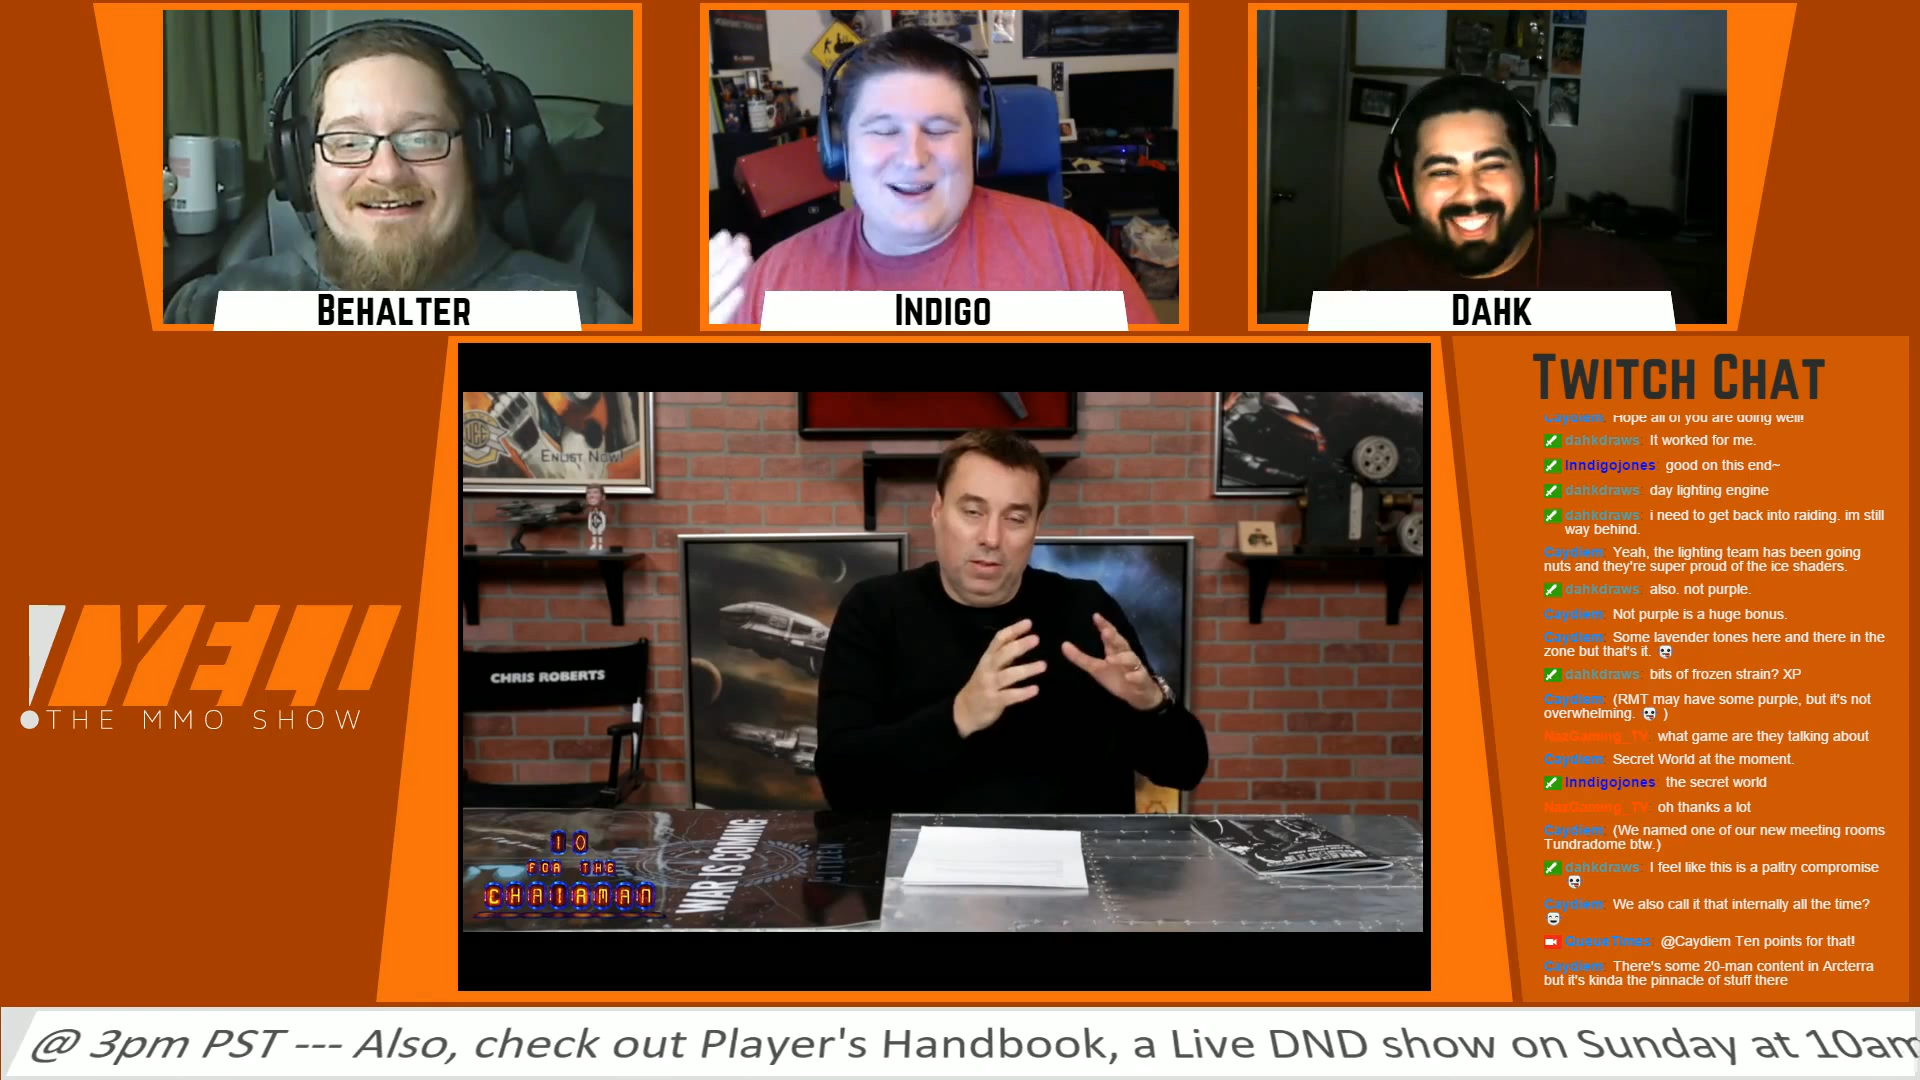 BEHALTER
INDIGO
DAHK
TWITCH CHAT
Caydiem: Hope all of you are doing well!
dahkdraws: It worked for me.
Inndigojones: good on this end~
dahkdraws: day lighting engine
dahkdraws: i need to get back into raiding. im still
way behind.
Caydiem: Yeah, the lighting team has been going
nuts and they're super proud of the ice shaders.
dahkdraws: also. not purple.
Caydiem: Not purple is a huge bonus.
Caydiem: Some lavender tones here and there in the
zone but that's it.
dahkdraws: bits of frozen strain? XP
Caydiem: (RMT may have some purple, but it's not
overwhelming. )
NazGaming_TV: what game are they talking about
Caydiem: Secret World at the moment.
Inndigojones: the secret world
NazGaming_TV: oh thanks a lot
Caydiem: (We named one of our new meeting rooms
Tundradome btw.)
dahkdraws: I feel like this is a paltry compromise
Caydiem: We also call it that internally all the time?
QueueTimes: @Caydiem Ten points for that!
Caydiem: There's some 20-man content in Arcterra
but it's kinda the pinnacle of stuff there
UEE
ENLIST NOW!
CHRIS ROBERTS
10
FOR THE
CHAIRMAN
WAR IS COMING
CITIZEN
!YELL
THE MMO SHOW
@ 3pm PST --- Also, check out Player's Handbook, a Live DND show on Sunday at 10am